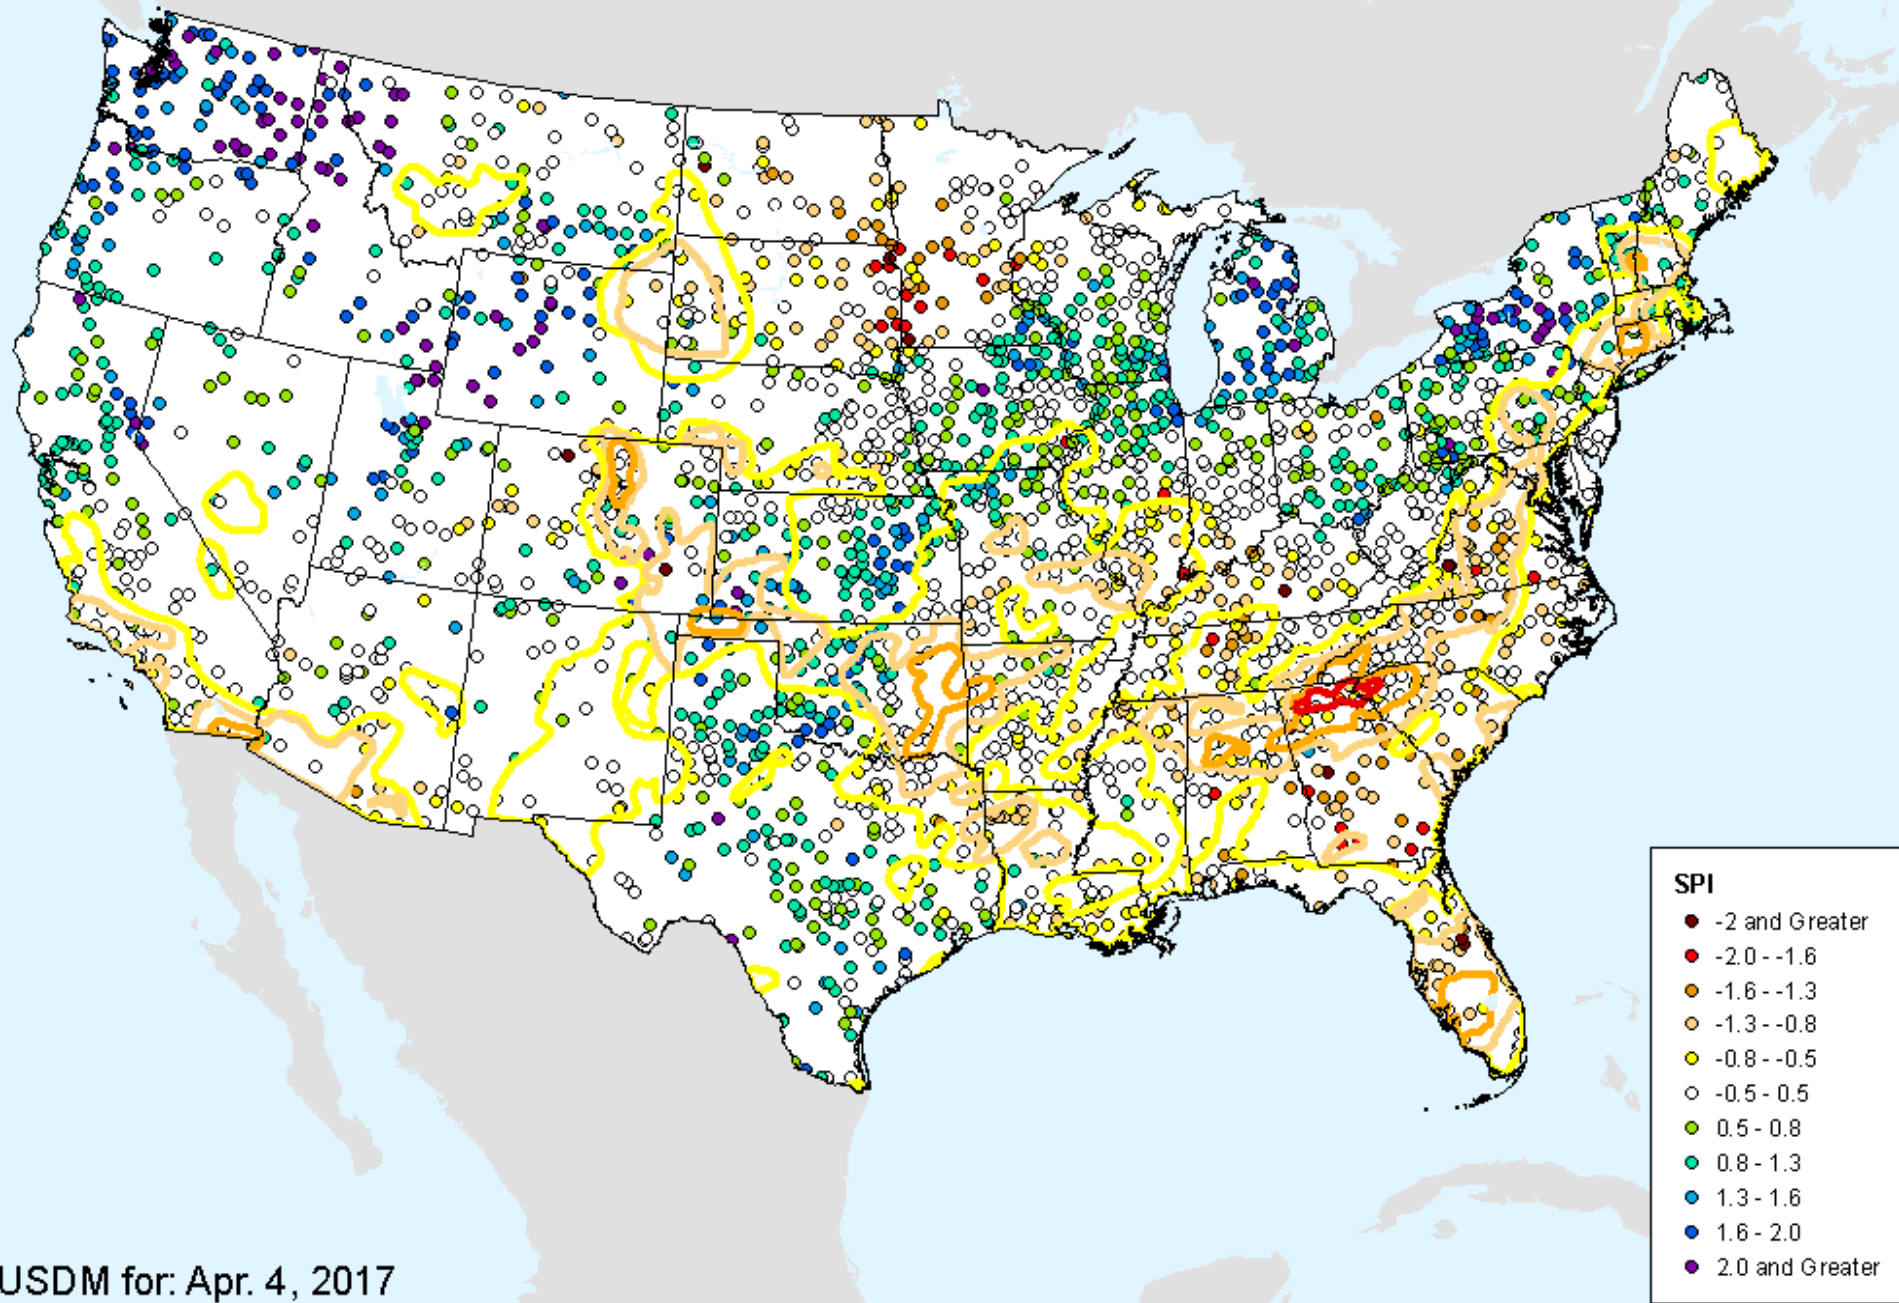 SPI
-2 and Greater
-2.0 - -1.6
-1.6 - -1.3
-1.3 - -0.8
-0.8 - -0.5
-0.5 - 0.5
0.5 - 0.8
0.8 - 1.3
1.3 - 1.6
1.6 - 2.0
2.0 and Greater
USDM for: Apr. 4, 2017